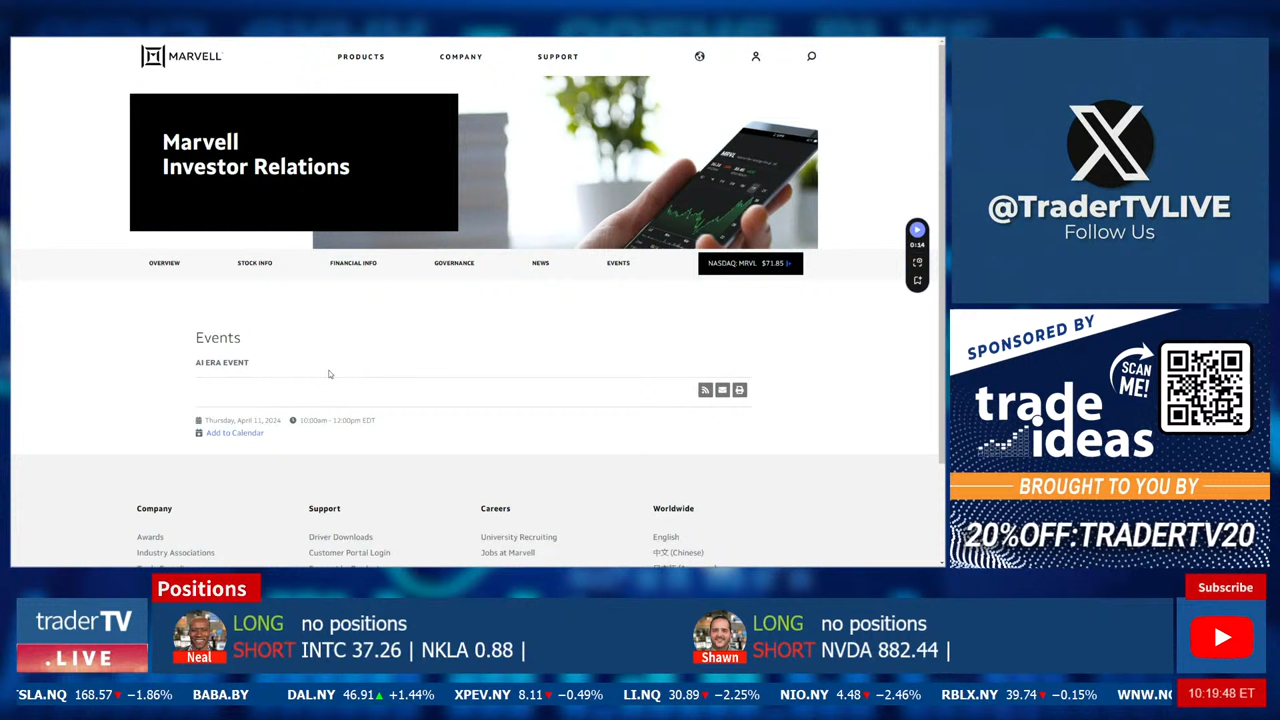 MARVELL
PRODUCTS
COMPANY
SUPPORT
Marvell
Investor Relations
MRVL
OVERVIEW
STOCK INFO
FINANCIAL INFO
GOVERNANCE
NEWS
EVENTS
NASDAQ: MRVL $71.85
0:14
Events
AI ERA EVENT
Thursday, April 11, 2024
10:00am - 12:00pm EDT
Add to Calendar
Company
Support
Careers
Worldwide
Awards
Driver Downloads
University Recruiting
English
Industry Associations
Customer Portal Login
Jobs at Marvell
中文 (Chinese)
@TraderTVLIVE
Follow Us
SPONSORED BY
SCAN
ME!
trade
ideas
BROUGHT TO YOU BY
20%OFF:TRADERTV20
Positions
Subscribe
traderTV
.LIVE
Neal
LONG no positions
SHORT INTC 37.26 | NKLA 0.88 |
Shawn
LONG no positions
SHORT NVDA 882.44 |
SLA.NQ 168.57 -1.86% BABA.BY DAL.NY 46.91 +1.44% XPEV.NY 8.11 -0.49% LI.NQ 30.89 -2.25% NIO.NY 4.48 -2.46% RBLX.NY 39.74 -0.15% WNW.NQ
10:19:48 ET